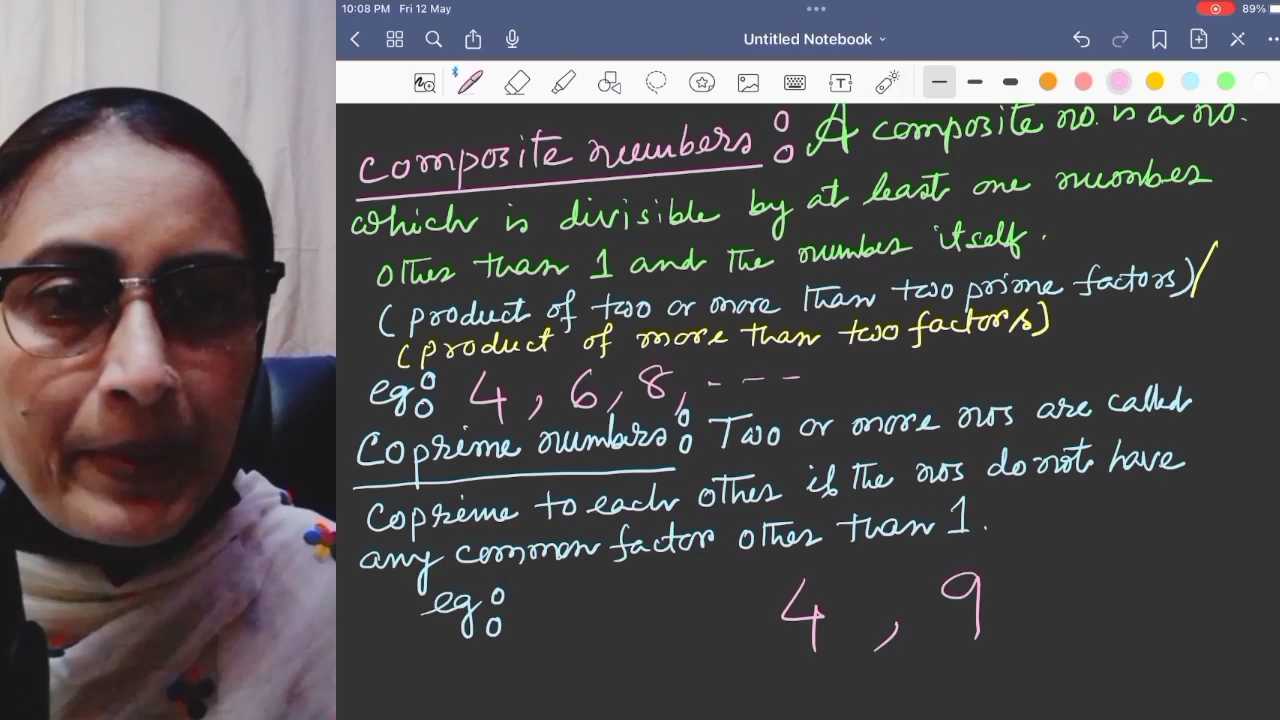 10:08 PM Fri 12 May
89%
Untitled Notebook
Composite numbers : A composite no. is a no.
which is divisible by at least one number
other than 1 and the number itself.
(product of two or more than two prime factors)/
(product of more than two factors)
eg: 4, 6, 8, ---
Coprime numbers: Two or more nos are called
coprime to each other if the nos do not have
any common factor other than 1.
eg: 4, 9